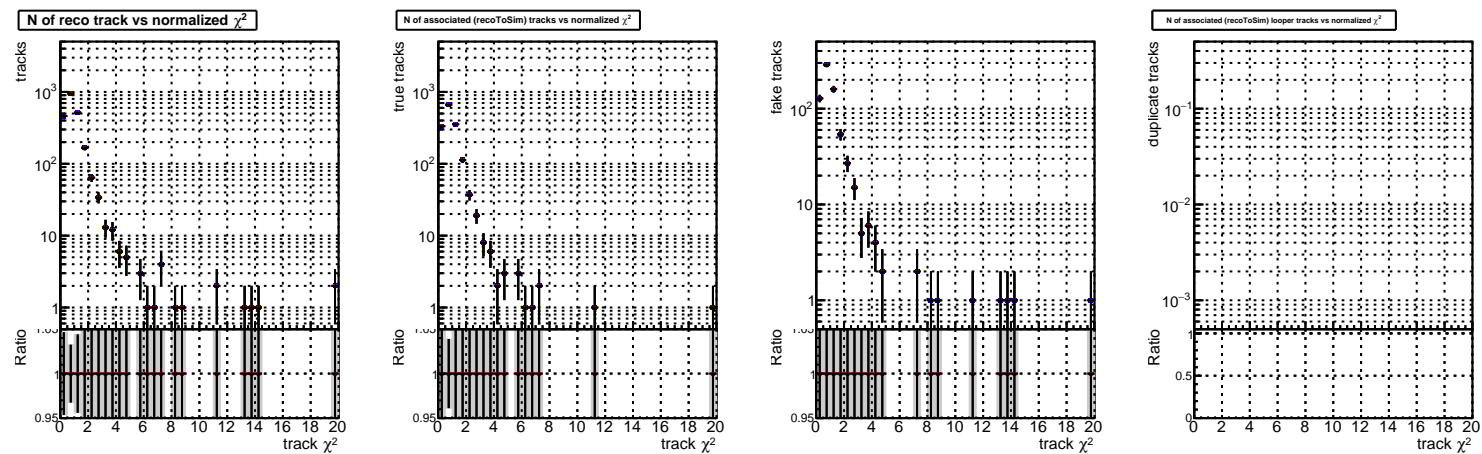 N of reco track vs normalized χ²
tracks
10³
10²
10
1
Ratio
1.05
1
0.95
0 2 4 6 8 10 12 14 16 18 20
track χ²
N of associated (recoToSim) tracks vs normalized χ²
true tracks
10³
10²
10
1
Ratio
1.05
1
0.95
0 2 4 6 8 10 12 14 16 18 20
track χ²
fake tracks
10²
10
1
Ratio
1.05
1
0.95
0 2 4 6 8 10 12 14 16 18 20
track χ²
N of associated (recoToSim) looper tracks vs normalized χ²
duplicate tracks
10⁻¹
10⁻²
10⁻³
Ratio
1
0.5
0
0 2 4 6 8 10 12 14 16 18 20
track χ²